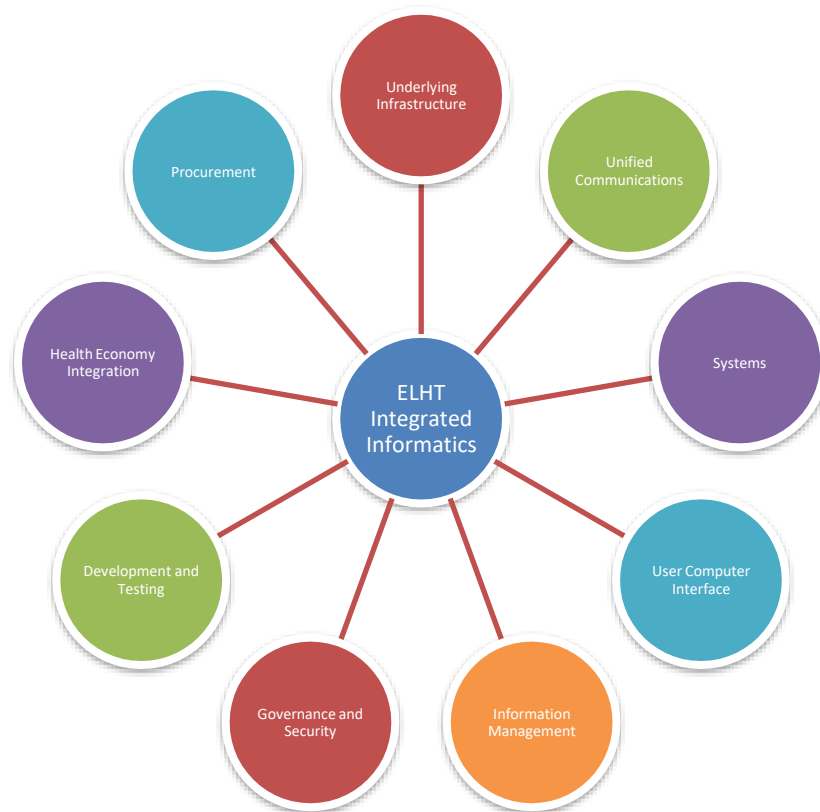 Underlying
Infrastructure
Unified
Communications
Systems
User Computer
Interface
Information
Management
Governance and
Security
Development and
Testing
Health Economy
Integration
Procurement
ELHT
Integrated
Informatics